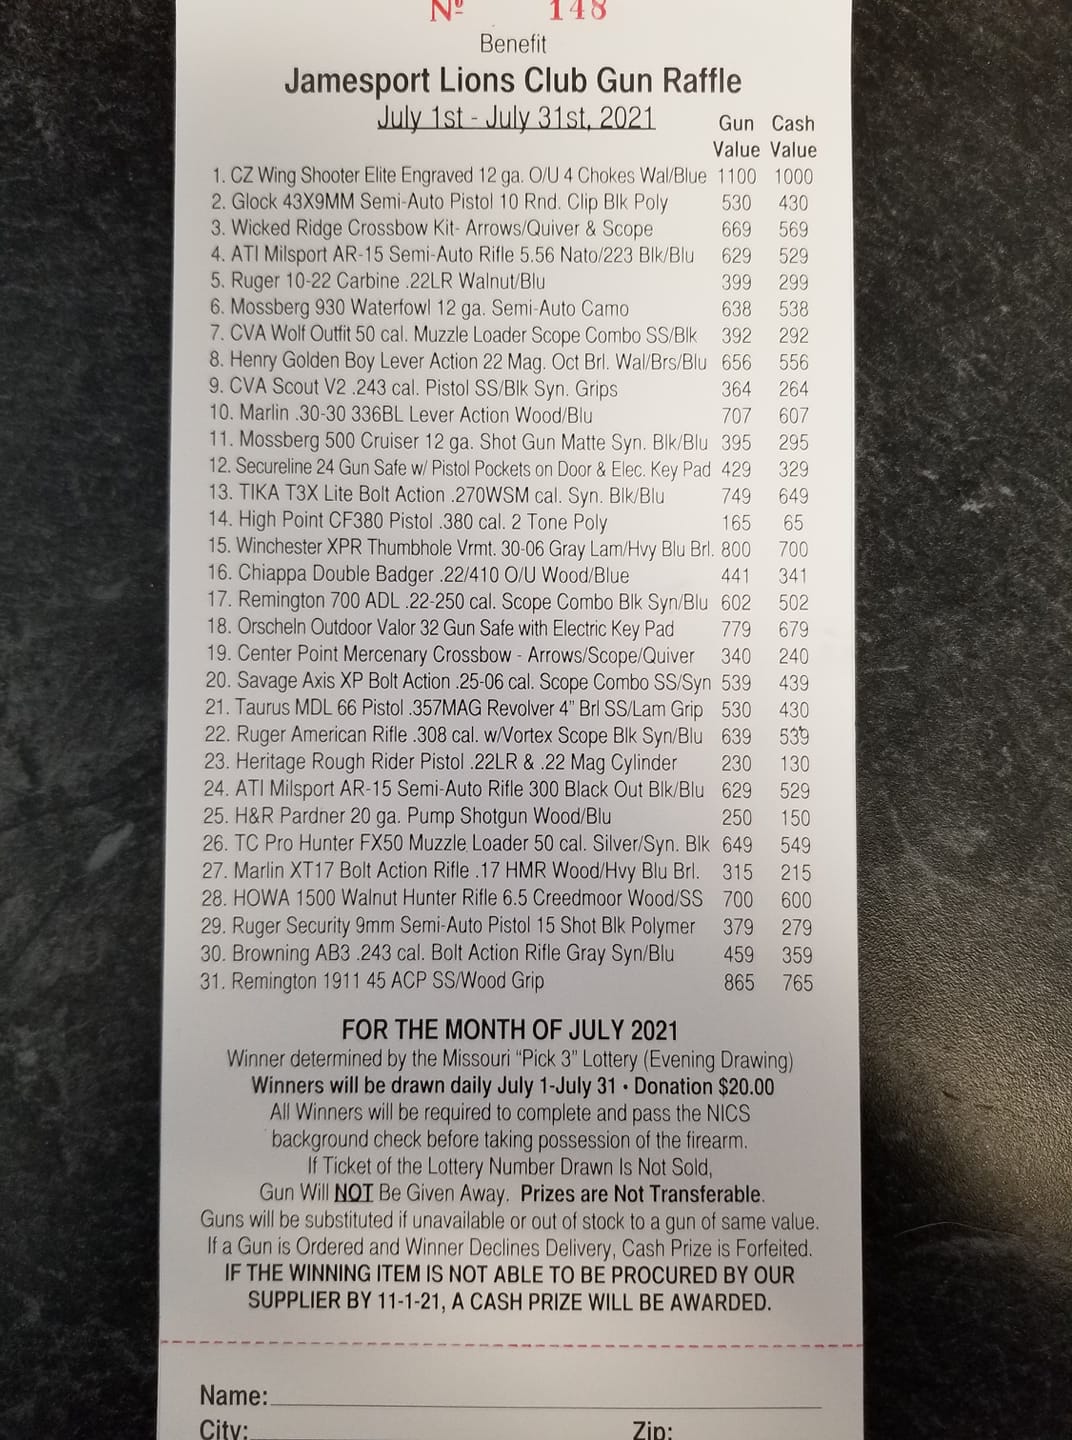 Nº 148
Benefit
Jamesport Lions Club Gun Raffle
July 1st - July 31st, 2021
Gun Cash
Value Value
1. CZ Wing Shooter Elite Engraved 12 ga. O/U 4 Chokes Wal/Blue 1100 1000
2. Glock 43X9MM Semi-Auto Pistol 10 Rnd. Clip Blk Poly 530 430
3. Wicked Ridge Crossbow Kit- Arrows/Quiver & Scope 669 569
4. ATI Milsport AR-15 Semi-Auto Rifle 5.56 Nato/223 Blk/Blu 629 529
5. Ruger 10-22 Carbine .22LR Walnut/Blu 399 299
6. Mossberg 930 Waterfowl 12 ga. Semi-Auto Camo 638 538
7. CVA Wolf Outfit 50 cal. Muzzle Loader Scope Combo SS/Blk 392 292
8. Henry Golden Boy Lever Action 22 Mag. Oct Brl. Wal/Brs/Blu 656 556
9. CVA Scout V2 .243 cal. Pistol SS/Blk Syn. Grips 364 264
10. Marlin .30-30 336BL Lever Action Wood/Blu 707 607
11. Mossberg 500 Cruiser 12 ga. Shot Gun Matte Syn. Blk/Blu 395 295
12. Secureline 24 Gun Safe w/ Pistol Pockets on Door & Elec. Key Pad 429 329
13. TIKA T3X Lite Bolt Action .270WSM cal. Syn. Blk/Blu 749 649
14. High Point CF380 Pistol .380 cal. 2 Tone Poly 165 65
15. Winchester XPR Thumbhole Vrmt. 30-06 Gray Lam/Hvy Blu Brl. 800 700
16. Chiappa Double Badger .22/410 O/U Wood/Blue 441 341
17. Remington 700 ADL .22-250 cal. Scope Combo Blk Syn/Blu 602 502
18. Orscheln Outdoor Valor 32 Gun Safe with Electric Key Pad 779 679
19. Center Point Mercenary Crossbow - Arrows/Scope/Quiver 340 240
20. Savage Axis XP Bolt Action .25-06 cal. Scope Combo SS/Syn 539 439
21. Taurus MDL 66 Pistol .357MAG Revolver 4" Brl SS/Lam Grip 530 430
22. Ruger American Rifle .308 cal. w/Vortex Scope Blk Syn/Blu 639 539
23. Heritage Rough Rider Pistol .22LR & .22 Mag Cylinder 230 130
24. ATI Milsport AR-15 Semi-Auto Rifle 300 Black Out Blk/Blu 629 529
25. H&R Pardner 20 ga. Pump Shotgun Wood/Blu 250 150
26. TC Pro Hunter FX50 Muzzle Loader 50 cal. Silver/Syn. Blk 649 549
27. Marlin XT17 Bolt Action Rifle .17 HMR Wood/Hvy Blu Brl. 315 215
28. HOWA 1500 Walnut Hunter Rifle 6.5 Creedmoor Wood/SS 700 600
29. Ruger Security 9mm Semi-Auto Pistol 15 Shot Blk Polymer 379 279
30. Browning AB3 .243 cal. Bolt Action Rifle Gray Syn/Blu 459 359
31. Remington 1911 45 ACP SS/Wood Grip 865 765
FOR THE MONTH OF JULY 2021
Winner determined by the Missouri "Pick 3" Lottery (Evening Drawing)
Winners will be drawn daily July 1-July 31 • Donation $20.00
All Winners will be required to complete and pass the NICS
background check before taking possession of the firearm.
If Ticket of the Lottery Number Drawn Is Not Sold,
Gun Will NOT Be Given Away. Prizes are Not Transferable.
Guns will be substituted if unavailable or out of stock to a gun of same value.
If a Gun is Ordered and Winner Declines Delivery, Cash Prize is Forfeited.
IF THE WINNING ITEM IS NOT ABLE TO BE PROCURED BY OUR
SUPPLIER BY 11-1-21, A CASH PRIZE WILL BE AWARDED.
Name:
City: Zip: